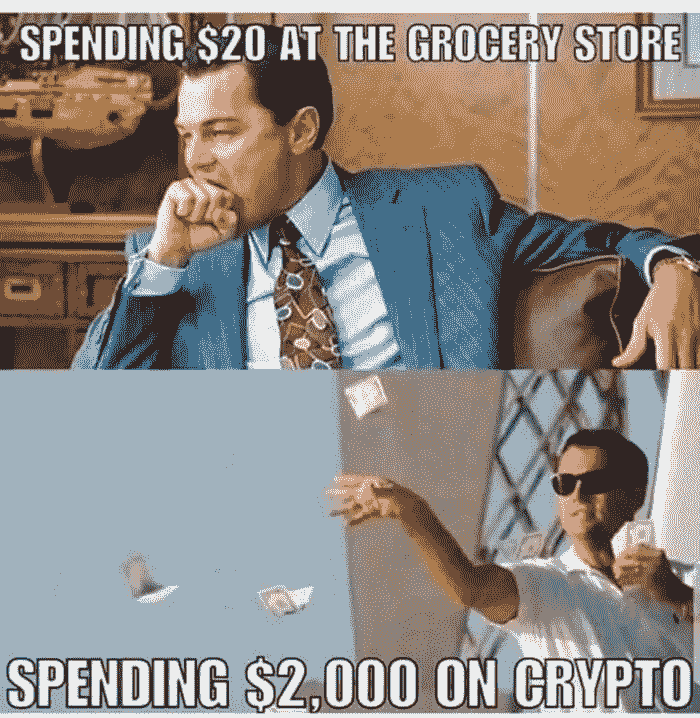 SPENDING $20 AT THE GROCERY STORE
SPENDING $2,000 ON CRYPTO